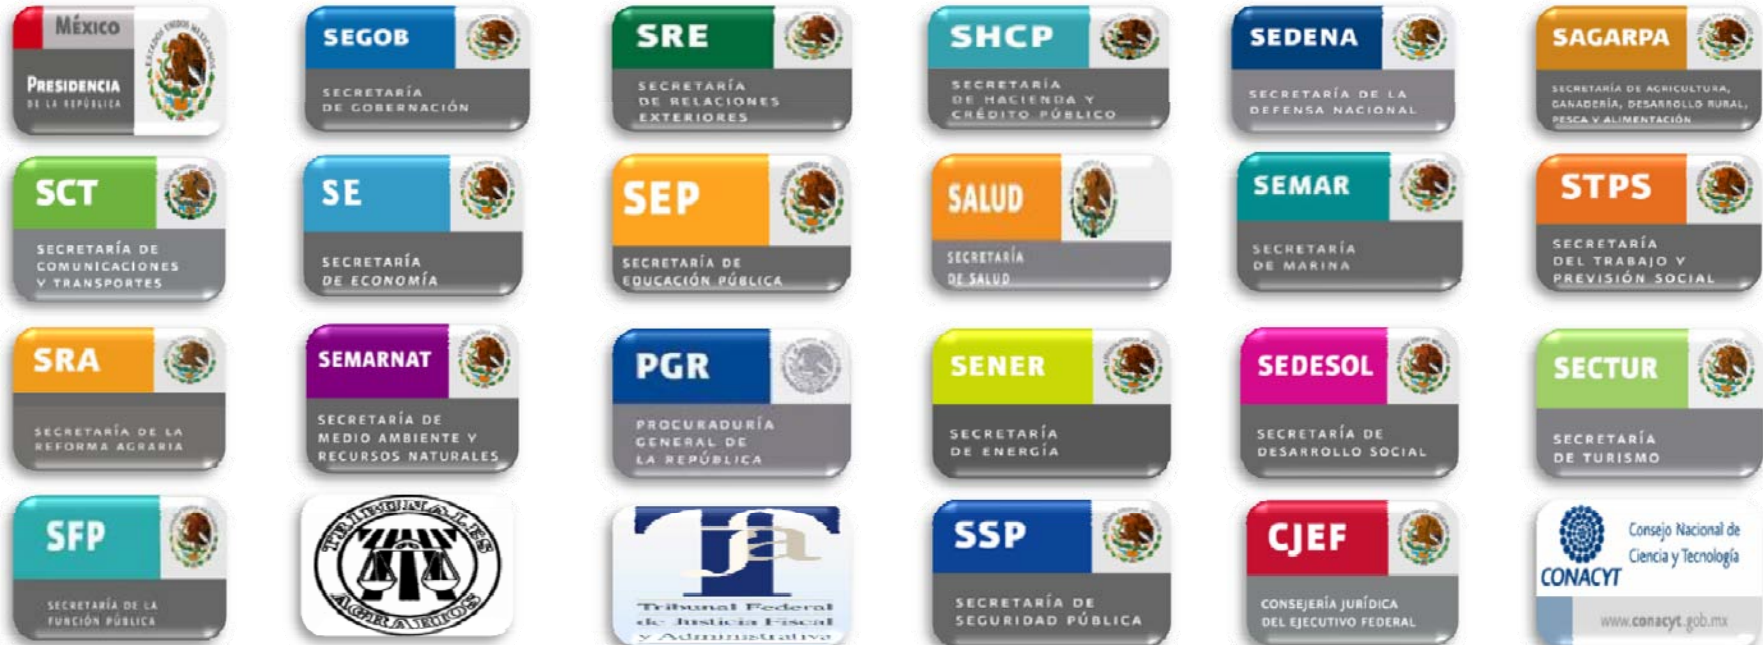 MÉXICO
PRESIDENCIA
DE LA REPÚBLICA
ESTADOS UNIDOS MEXICANOS
SEGOB
SECRETARÍA
DE GOBERNACIÓN
SRE
SECRETARÍA
DE RELACIONES
EXTERIORES
SHCP
SECRETARÍA
DE HACIENDA Y
CRÉDITO PÚBLICO
SEDENA
SECRETARÍA DE LA
DEFENSA NACIONAL
SAGARPA
SECRETARÍA DE AGRICULTURA,
GANADERÍA, DESARROLLO RURAL,
PESCA Y ALIMENTACIÓN
SCT
SECRETARÍA DE
COMUNICACIONES
Y TRANSPORTES
SE
SECRETARÍA
DE ECONOMÍA
SEP
SECRETARÍA DE
EDUCACIÓN PÚBLICA
SALUD
SECRETARÍA
DE SALUD
SEMAR
SECRETARÍA
DE MARINA
STPS
SECRETARÍA
DEL TRABAJO Y
PREVISIÓN SOCIAL
SRA
SECRETARÍA DE LA
REFORMA AGRARIA
SEMARNAT
SECRETARÍA DE
MEDIO AMBIENTE Y
RECURSOS NATURALES
PGR
PROCURADURÍA
GENERAL DE
LA REPÚBLICA
SENER
SECRETARÍA
DE ENERGÍA
SEDESOL
SECRETARÍA DE
DESARROLLO SOCIAL
SECTUR
SECRETARÍA
DE TURISMO
SFP
SECRETARÍA DE LA
FUNCIÓN PÚBLICA
TRIBUNALES
AGRARIOS
Tfja
Tribunal Federal
de Justicia Fiscal
y Administrativa
SSP
SECRETARÍA DE
SEGURIDAD PÚBLICA
CJEF
CONSEJERÍA JURÍDICA
DEL EJECUTIVO FEDERAL
CONACYT
Consejo Nacional de
Ciencia y Tecnología
www.conacyt.gob.mx